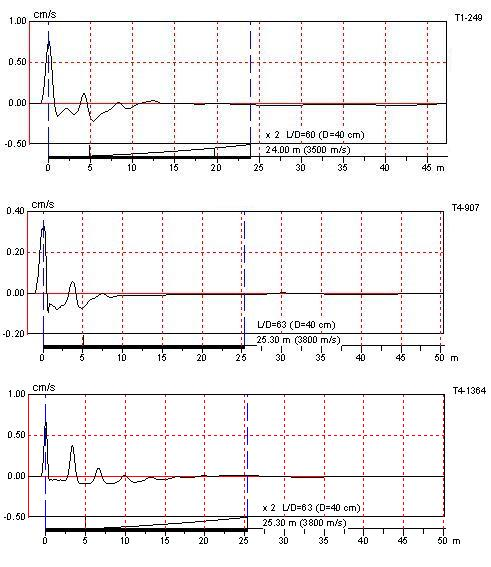 cm/s
T1-249
1.00
0.50
0.00
-0.50
x 2 L/D=60 (D=40 cm)
24.00 m (3500 m/s)
0 5 10 15 20 25 30 35 40 45 m
cm/s
T4-907
0.40
0.20
0.00
-0.20
L/D=63 (D=40 cm)
25.30 m (3800 m/s)
0 5 10 15 20 25 30 35 40 45 50 m
cm/s
T4-1364
1.00
0.50
0.00
-0.50
x 2 L/D=63 (D=40 cm)
25.30 m (3800 m/s)
0 5 10 15 20 25 30 35 40 45 50 m